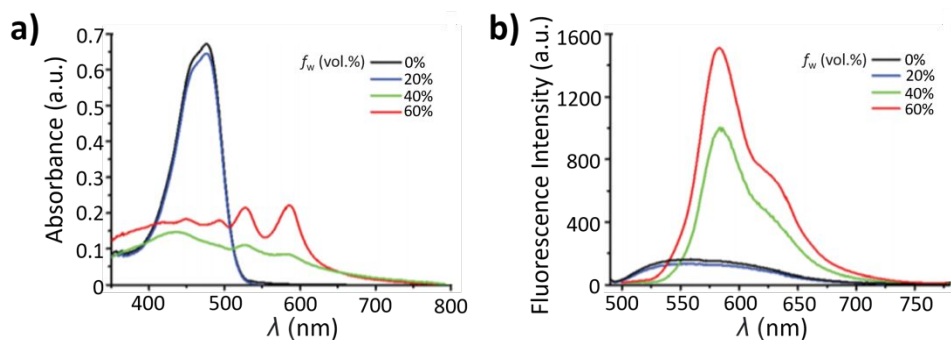 a)
Absorbance (a.u.)
0.7
0.6
0.5
0.4
0.3
0.2
0.1
0
400 500 600 700 800
λ (nm)
fw (vol.%)
0%
20%
40%
60%
b)
Fluorescence Intensity (a.u.)
1600
1200
800
400
0
490 550 600 650 700 750
λ (nm)
fw (vol.%)
0%
20%
40%
60%